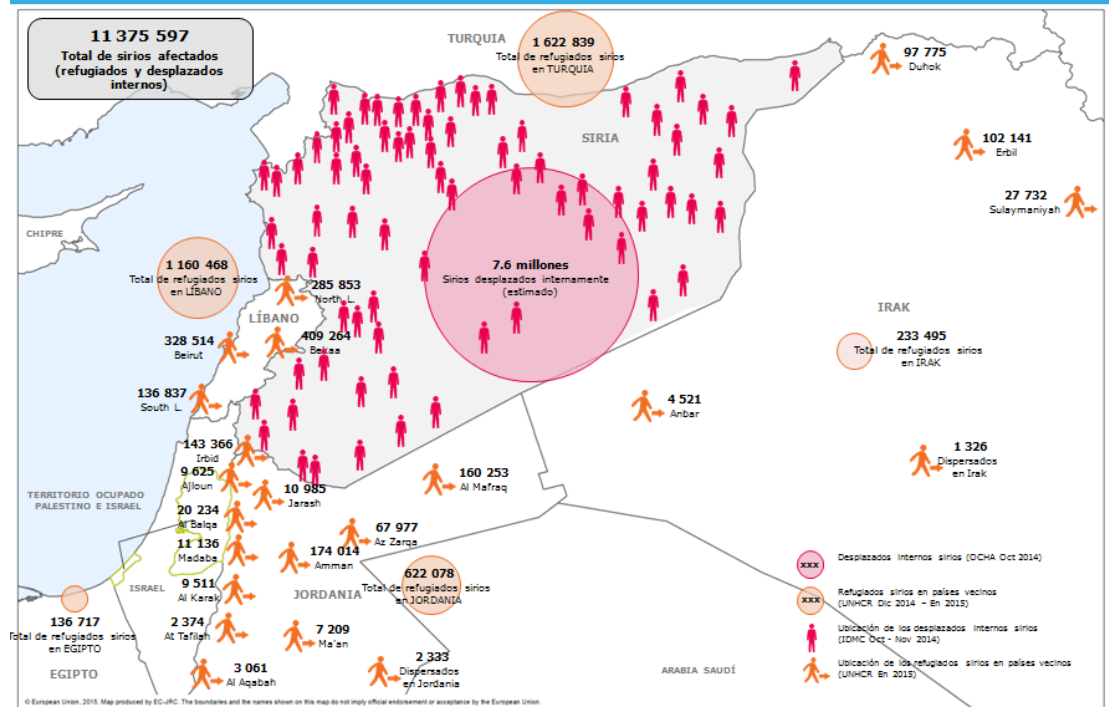 11 375 597
Total de sirios afectados
(refugiados y desplazados
internos)
TURQUIA
1 622 839
Total de refugiados sirios
en TURQUIA
97 775
Duhok
SIRIA
102 141
Erbil
27 732
Sulaymaniyah
CHIPRE
1 160 468
Total de refugiados sirios
en LÍBANO
7.6 millones
Sirios desplazados internamente
(estimado)
285 853
North L.
LÍBANO
IRAK
328 514
Beirut
409 264
Bekaa
233 495
Total de refugiados sirios
en IRAK
136 837
South L.
4 521
Anbar
143 366
Irbid
1 326
Dispersados
en Irak
9 625
Ajloun
10 985
Jarash
160 253
Al Mafraq
TERRITORIO OCUPADO
PALESTINO E ISRAEL
20 234
Al Balqa
67 977
Az Zarqa
11 136
Madaba
174 014
Amman
XXX
Desplazados internos sirios (OCHA Oct 2014)
ISRAEL
9 511
Al Karak
JORDANIA
622 078
Total de refugiados sirios
en JORDANIA
XXX
Refugiados sirios en países vecinos
(UNHCR Dic 2014 – En 2015)
136 717
Total de refugiados sirios
en EGIPTO
2 374
At Tafilah
7 209
Ma'an
Ubicación de los desplazados internos sirios
(IDMC Oct - Nov 2014)
EGIPTO
3 061
Al Aqabah
2 333
Dispersados
en Jordania
ARABIA SAUDÍ
Ubicación de los refugiados sirios en países vecinos
(UNHCR En 2015)
© European Union, 2015. Map produced by EC-JRC. The boundaries and the names shown on this map do not imply official endorsement or acceptance by the European Union.